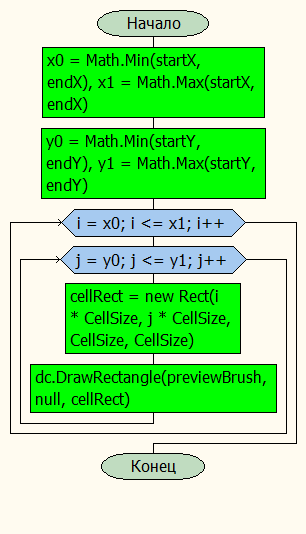 Начало
x0 = Math.Min(startX,
endX), x1 = Math.Max(startX,
endX)
y0 = Math.Min(startY,
endY), y1 = Math.Max(startY,
endY)
i = x0; i <= x1; i++
j = y0; j <= y1; j++
cellRect = new Rect(i
* CellSize, j * CellSize,
CellSize, CellSize)
dc.DrawRectangle(previewBrush,
null, cellRect)
Конец